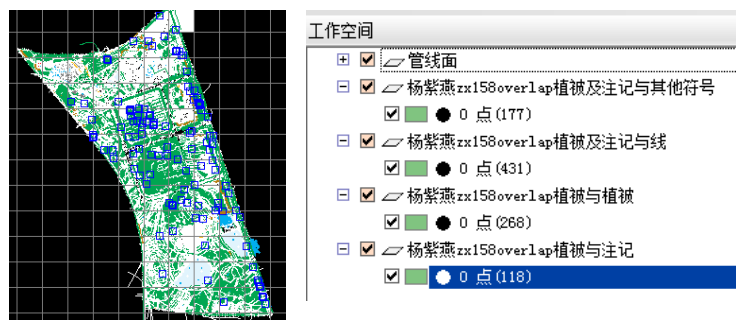 工作空间
管线面
杨紫燕zx158overlap植被及注记与其他符号
0 点(177)
杨紫燕zx158overlap植被及注记与线
0 点(431)
杨紫燕zx158overlap植被与植被
0 点(268)
杨紫燕zx158overlap植被与注记
0 点(118)